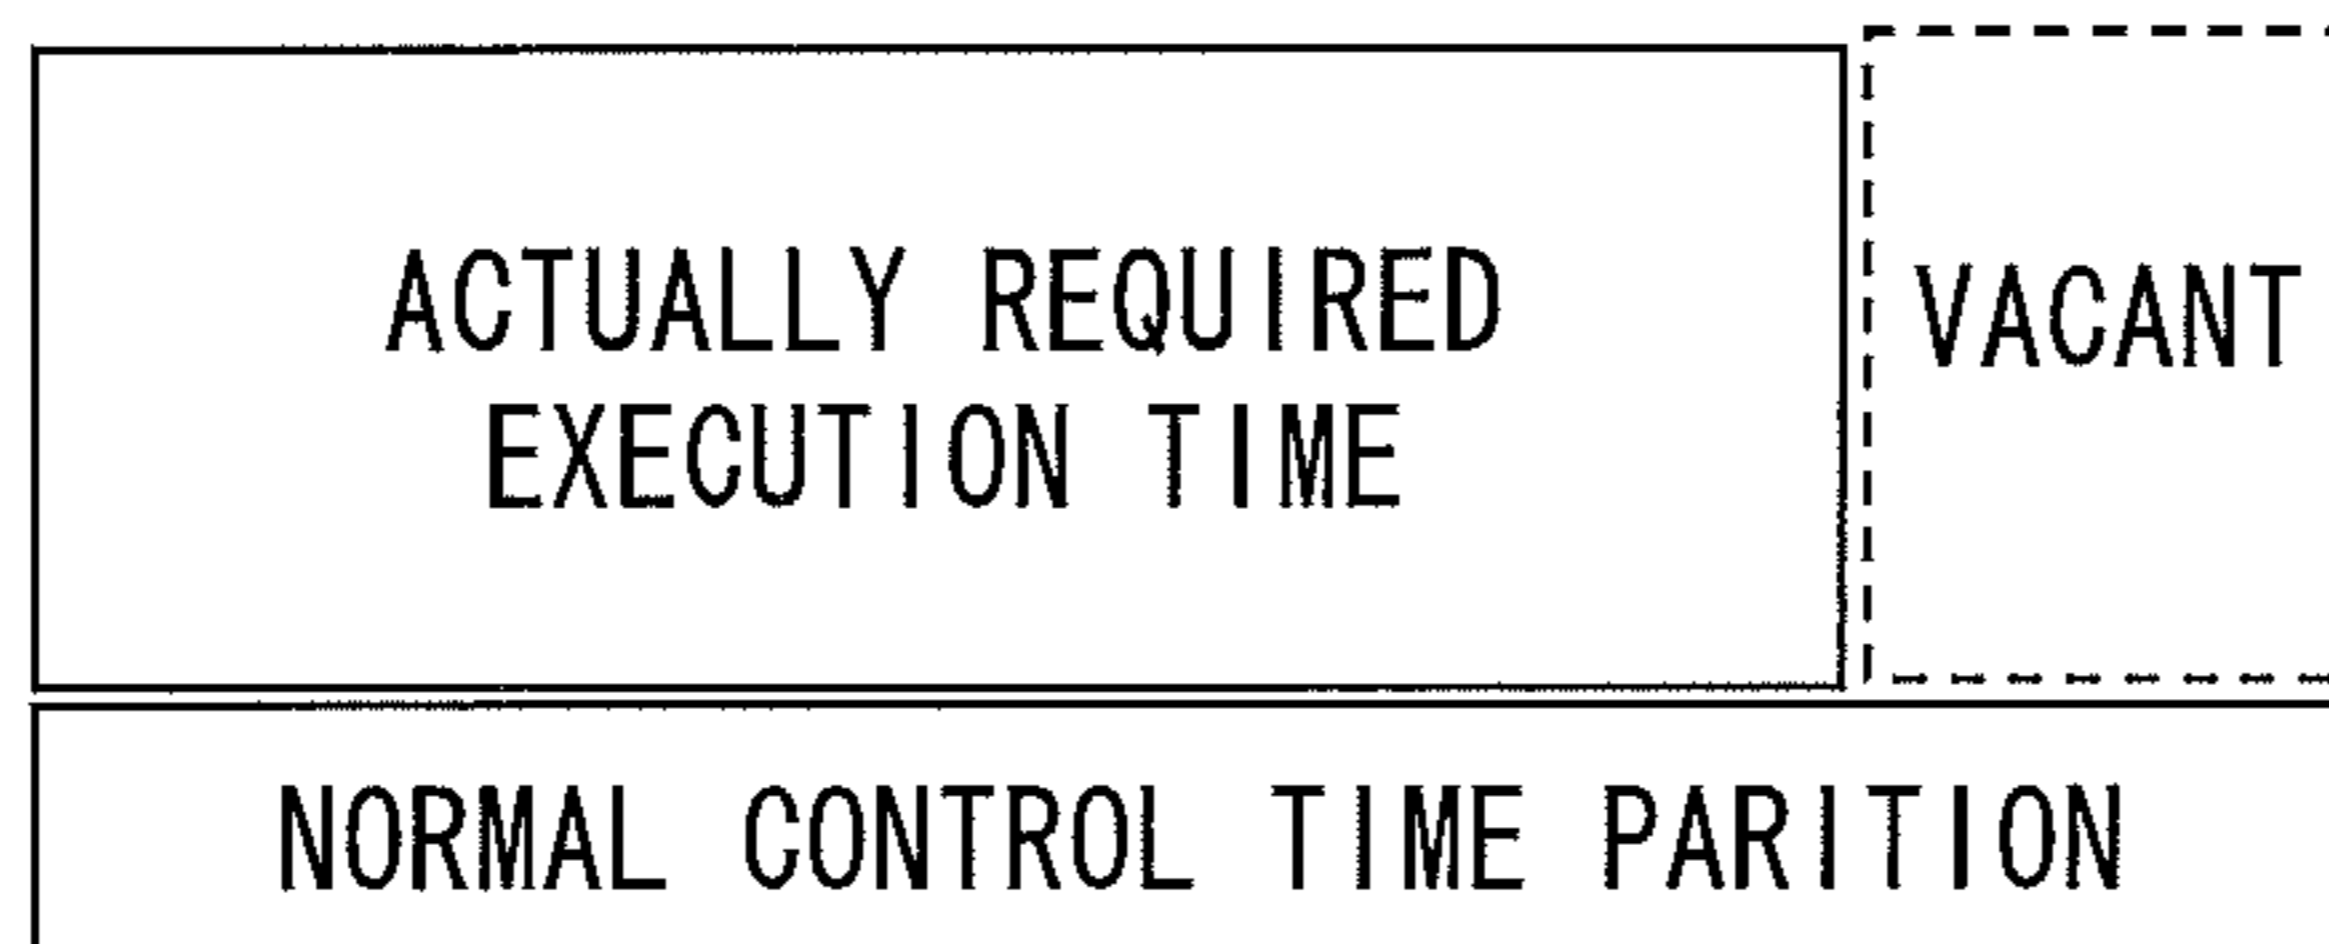 ACTUALLY REQUIRED
EXECUTION TIME
VACANT
NORMAL CONTROL TIME PARITION